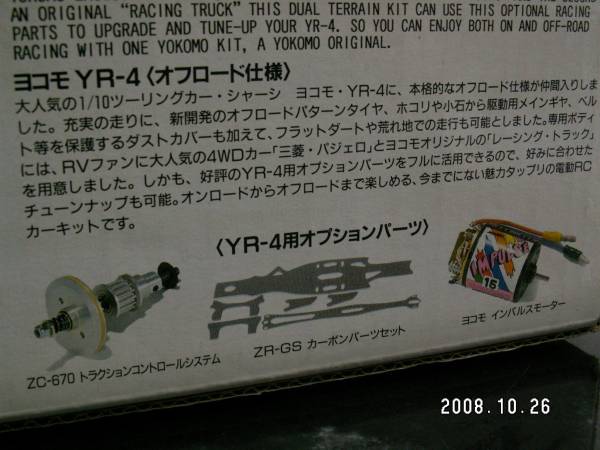 AN ORIGINAL "RACING TRUCK" THIS DUAL TERRAIN KIT CAN USE THIS OPTIONAL RACING
PARTS TO UPGRADE AND TUNE-UP YOUR YR-4. SO YOU CAN ENJOY BOTH ON AND OFF-ROAD
RACING WITH ONE YOKOMO KIT, A YOKOMO ORIGINAL.
ヨコモ YR-4〈オフロード仕様〉
大人気の1/10ツーリングカー・シャーシ ヨコモ・YR-4に、本格的なオフロード仕様が仲間入りしま
した。充実の走りに、新開発のオフロードパターンタイヤ、ホコリや小石から駆動用メインギヤ、ベル
ト等を保護するダストカバーも加えて、フラットダートや荒れ地での走行も可能としました。専用ボディ
には、RVファンに大人気の4WDカー「三菱・パジェロ」とヨコモオリジナルの「レーシング・トラック」
を用意しました。しかも、好評のYR-4用オプションパーツをフルに活用できるので、好みに合わせた
チューンナップも可能。オンロードからオフロードまで楽しめる、今までにない魅力タップリの電動RC
カーキットです。
〈YR-4用オプションパーツ〉
IMPULSE
15
ZC-670 トラクションコントロールシステム
ZR-GS カーボンパーツセット
ヨコモ インパルスモーター
2008.10.26